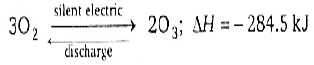 silent electric
3O₂ ⇌ 2O₃; ΔH = – 284.5 kJ
discharge